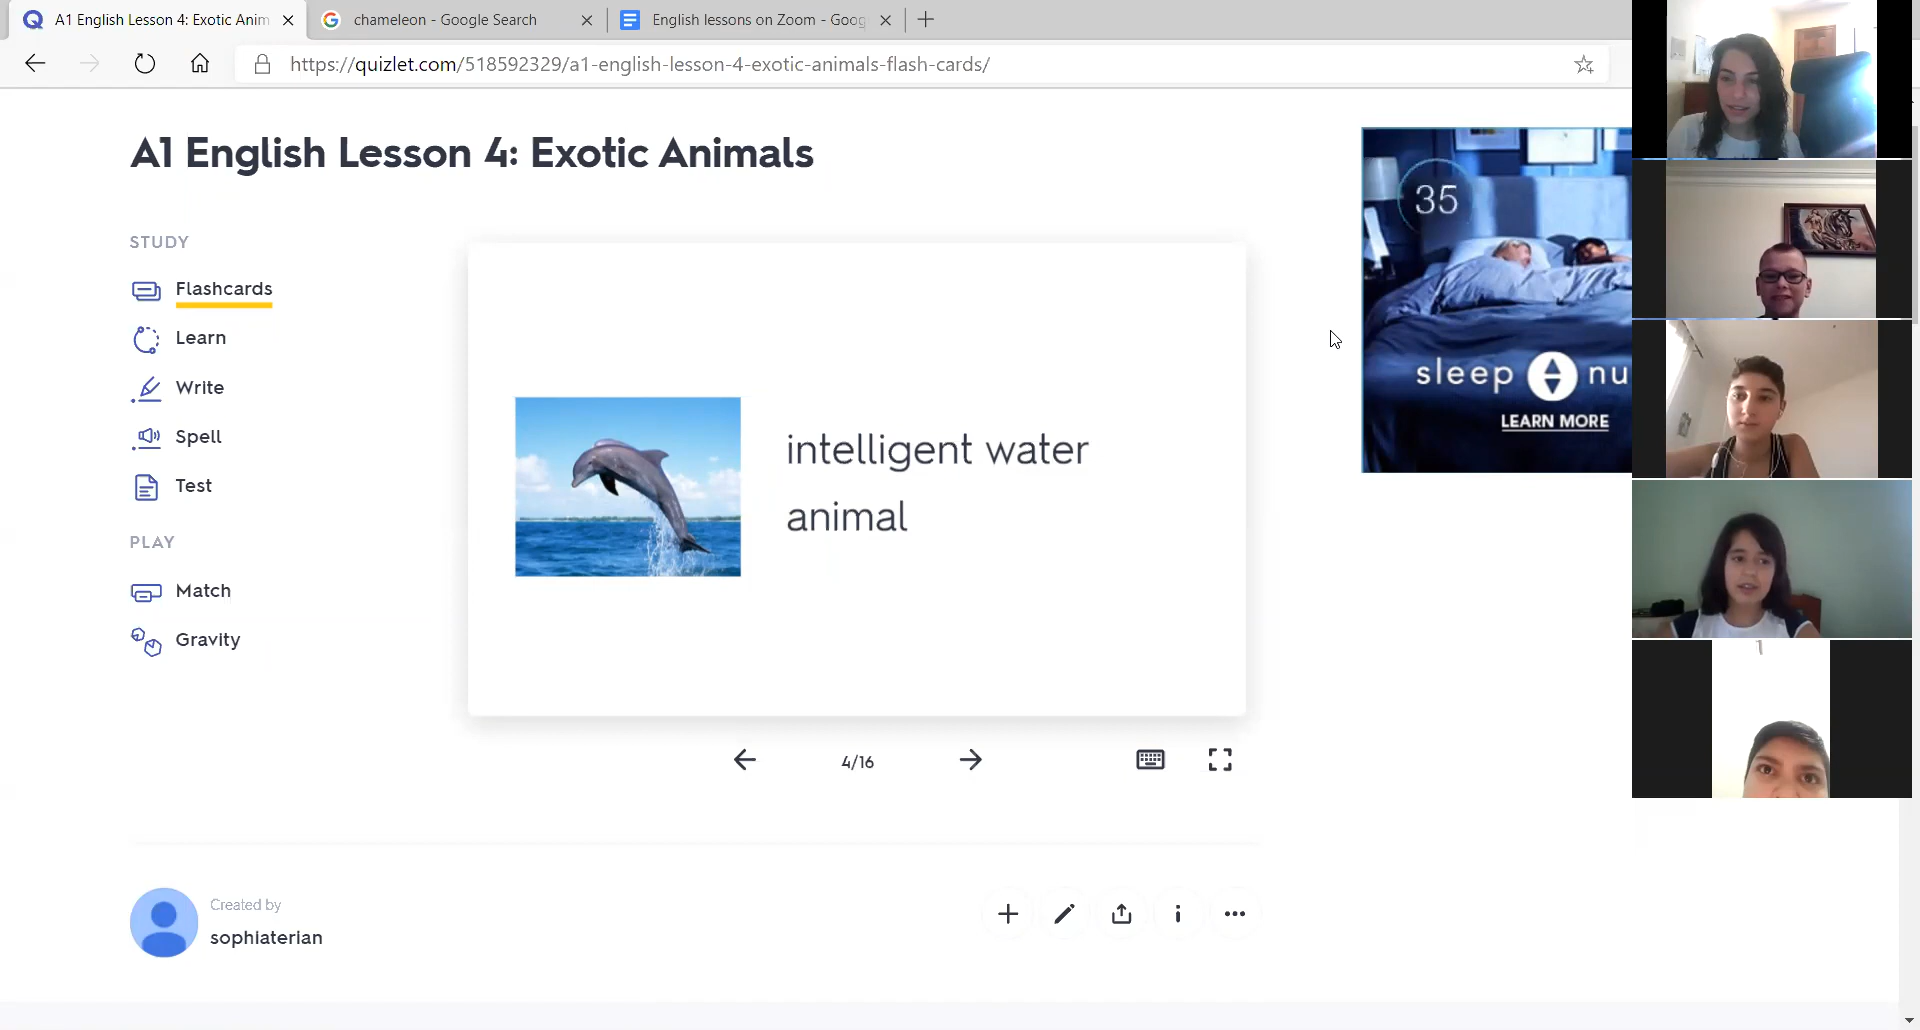 A1 English Lesson 4: Exotic Anim
chameleon - Google Search
English lessons on Zoom - Goog
https://quizlet.com/518592329/a1-english-lesson-4-exotic-animals-flash-cards/
A1 English Lesson 4: Exotic Animals
STUDY
Flashcards
Learn
Write
Spell
Test
PLAY
Match
Gravity
intelligent water
animal
4/16
35
sleep nu
LEARN MORE
Created by
sophiaterian